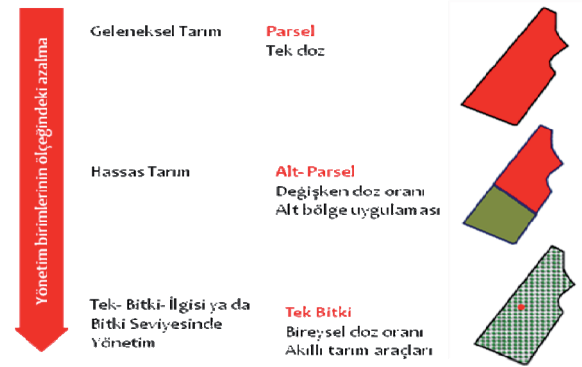 Yönetim birimlerinin ölçeğindeki azalma
Geleneksel Tarım
Parsel
Tek doz
Hassas Tarım
Alt- Parsel
Değişken doz oranı
Alt bölge uygulaması
Tek- Bitki- İlgisi ya da
Bitki Seviyesinde
Yönetim
Tek Bitki
Bireysel doz oranı
Akıllı tarım araçları